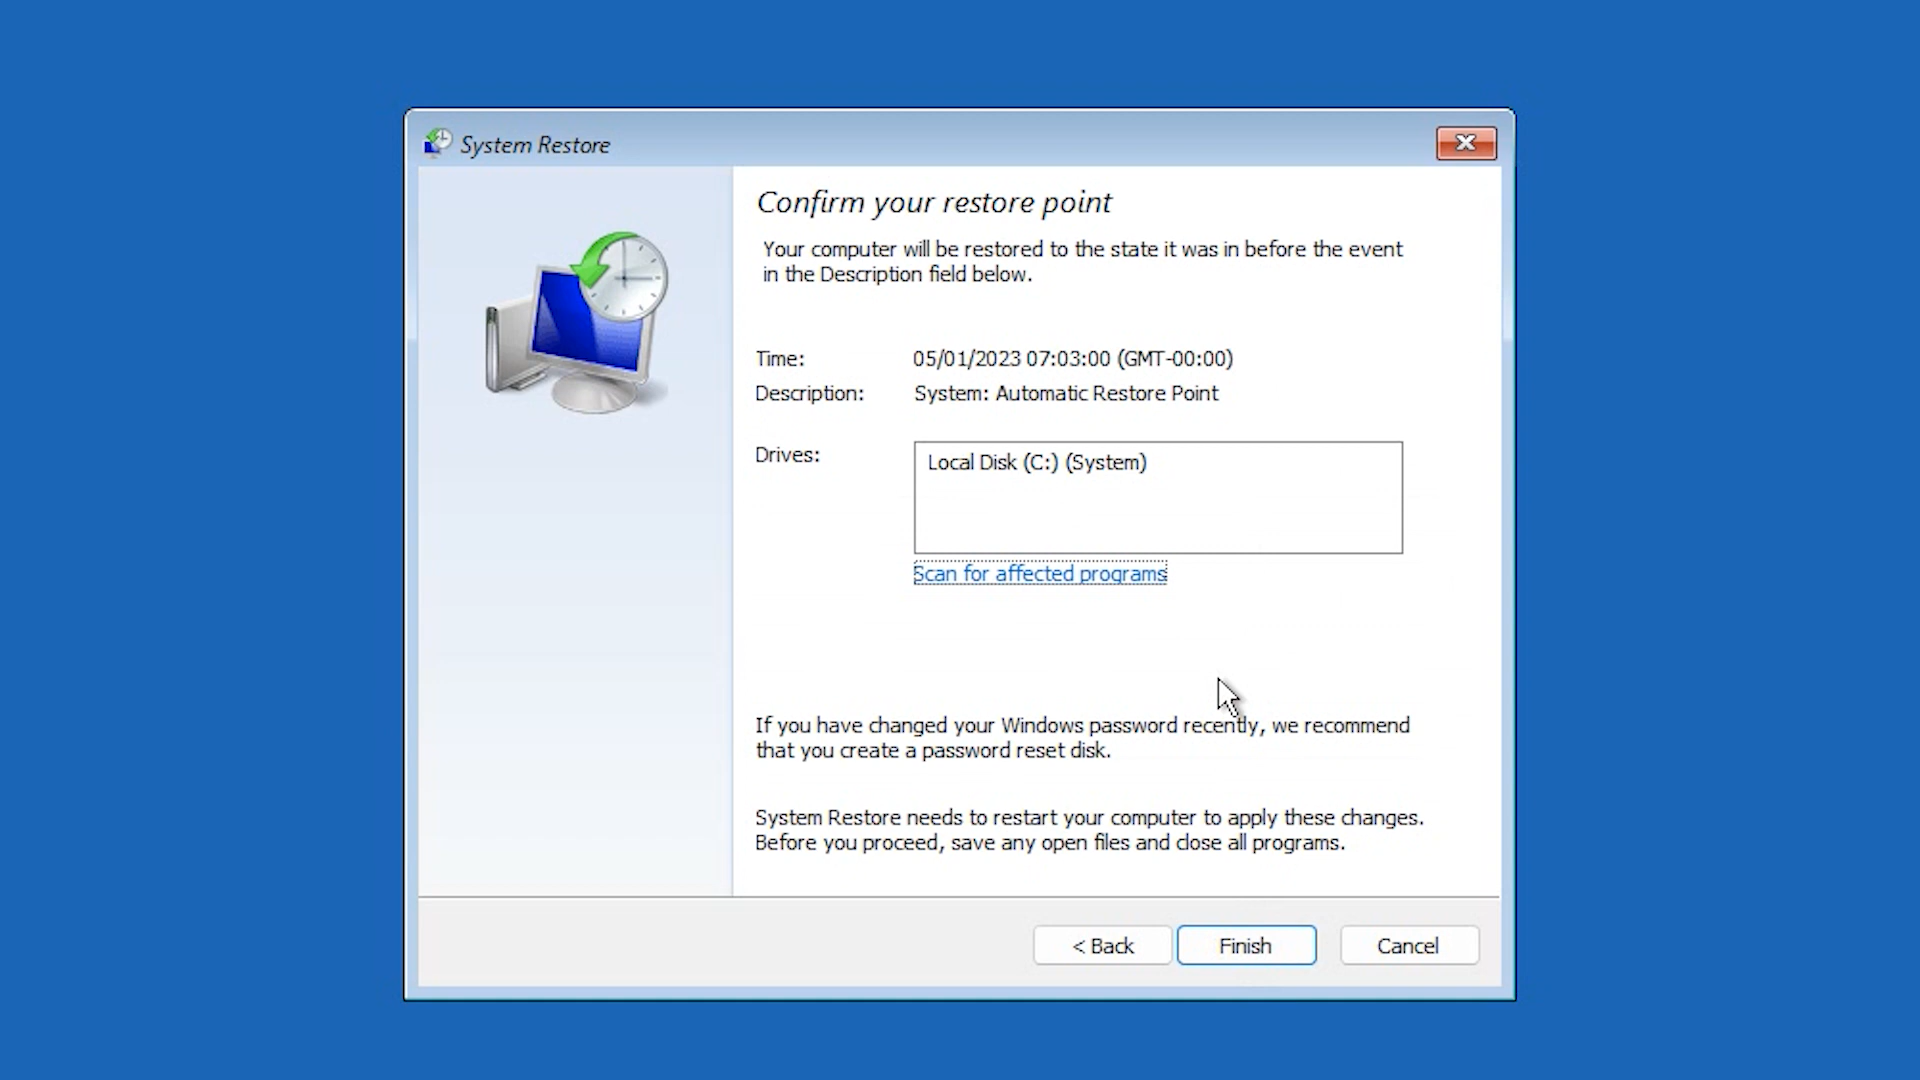 System Restore
Confirm your restore point
Your computer will be restored to the state it was in before the event
in the Description field below.
Time: 05/01/2023 07:03:00 (GMT-00:00)
Description: System: Automatic Restore Point
Drives: Local Disk (C:) (System)
Scan for affected programs
If you have changed your Windows password recently, we recommend
that you create a password reset disk.
System Restore needs to restart your computer to apply these changes.
Before you proceed, save any open files and close all programs.
< Back Finish Cancel